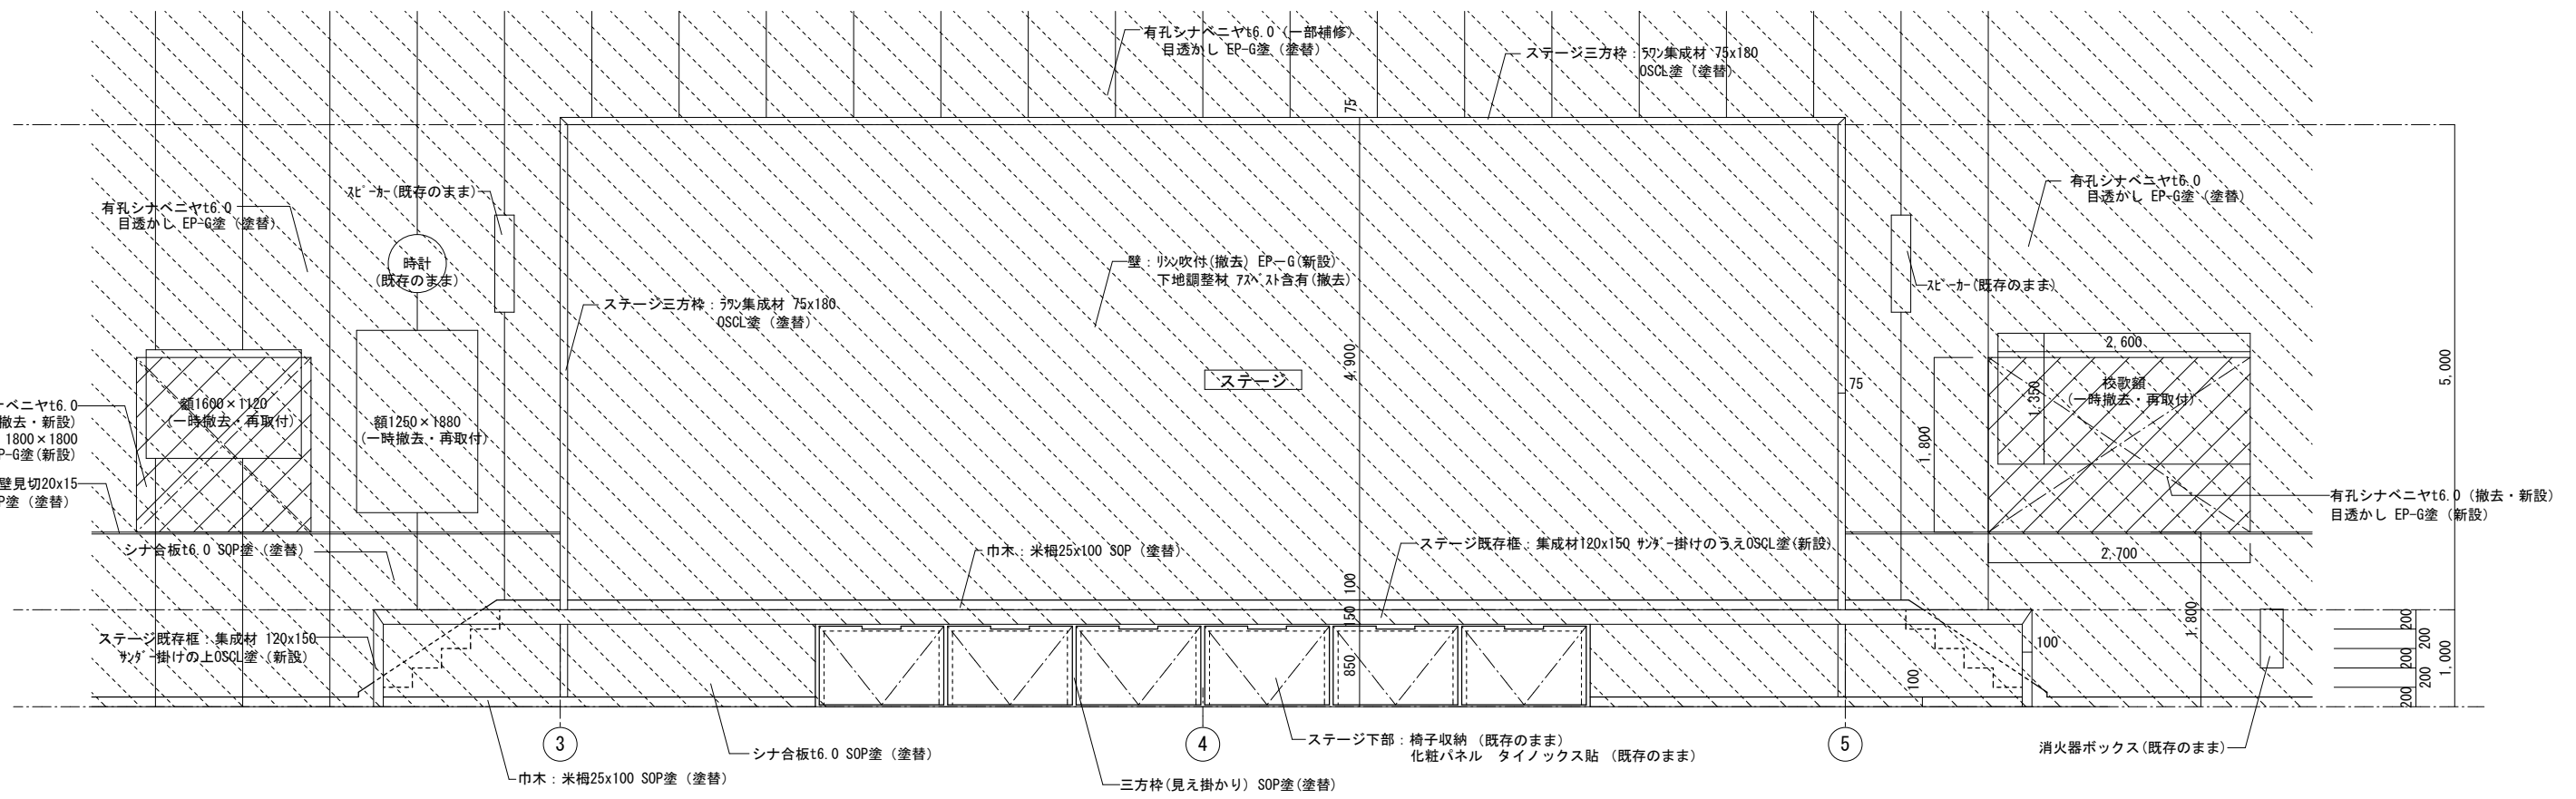 有孔シナベニヤt6.0（一部補修）
目透かし EP-G塗（塗替）
ステージ三方枠：ﾗﾜﾝ集成材 75x180
OSCL塗（塗替）
75
5,000
有孔シナベニヤt6.0
目透かし EP-G塗（塗替）
ｽﾋﾟｰｶｰ(既存のまま)
時計
(既存のまま)
ステージ三方枠：ﾗﾜﾝ集成材 75x180
OSCL塗（塗替）
壁：ﾘｼﾝ吹付(撤去) EP－G(新設)
下地調整材 ｱｽﾍﾞｽﾄ含有(撤去)
有孔シナベニヤt6.0
目透かし EP-G塗（塗替）
ｽﾋﾟｰｶｰ(既存のまま)
4,900
ステージ
75
2,600
校歌額
(一時撤去・再取付)
1,350
1,800
額1600×1120
(一時撤去・再取付)
額1250×1880
(一時撤去・再取付)
ナベニヤt6.0
撤去・新設)
1800×1800
P-G塗(新設)
壁見切20x15
P塗（塗替）
有孔シナベニヤt6.0（撤去・新設）
目透かし EP-G塗（新設）
2,700
シナ合板t6.0 SOP塗（塗替）
巾木：米栂25x100 SOP（塗替）
ステージ既存框：集成材120x150 ｻﾝﾀﾞｰ掛けのうえOSCL塗(新設)
100
150
850
ステージ既存框：集成材 120x150
ｻﾝﾀﾞｰ掛けの上OSCL塗（新設）
100
100
1,800
200
200
200
200
200
1,000
3
4
5
シナ合板t6.0 SOP塗（塗替）
巾木：米栂25x100 SOP塗（塗替）
三方枠(見え掛かり) SOP塗(塗替)
ステージ下部：椅子収納 （既存のまま）
化粧パネル　タイノックス貼 （既存のまま）
消火器ボックス(既存のまま)